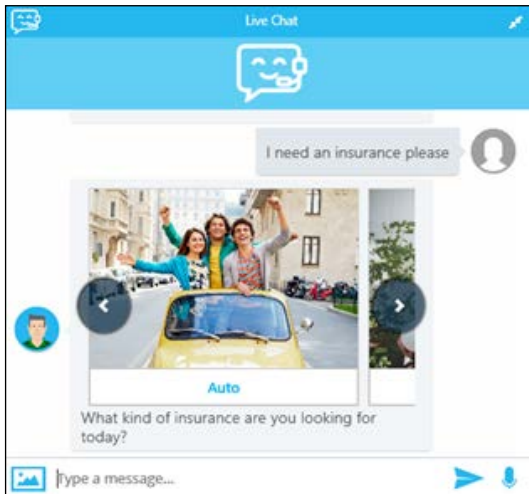 Live Chat
I need an insurance please
Auto
What kind of insurance are you looking for
today?
Type a message...